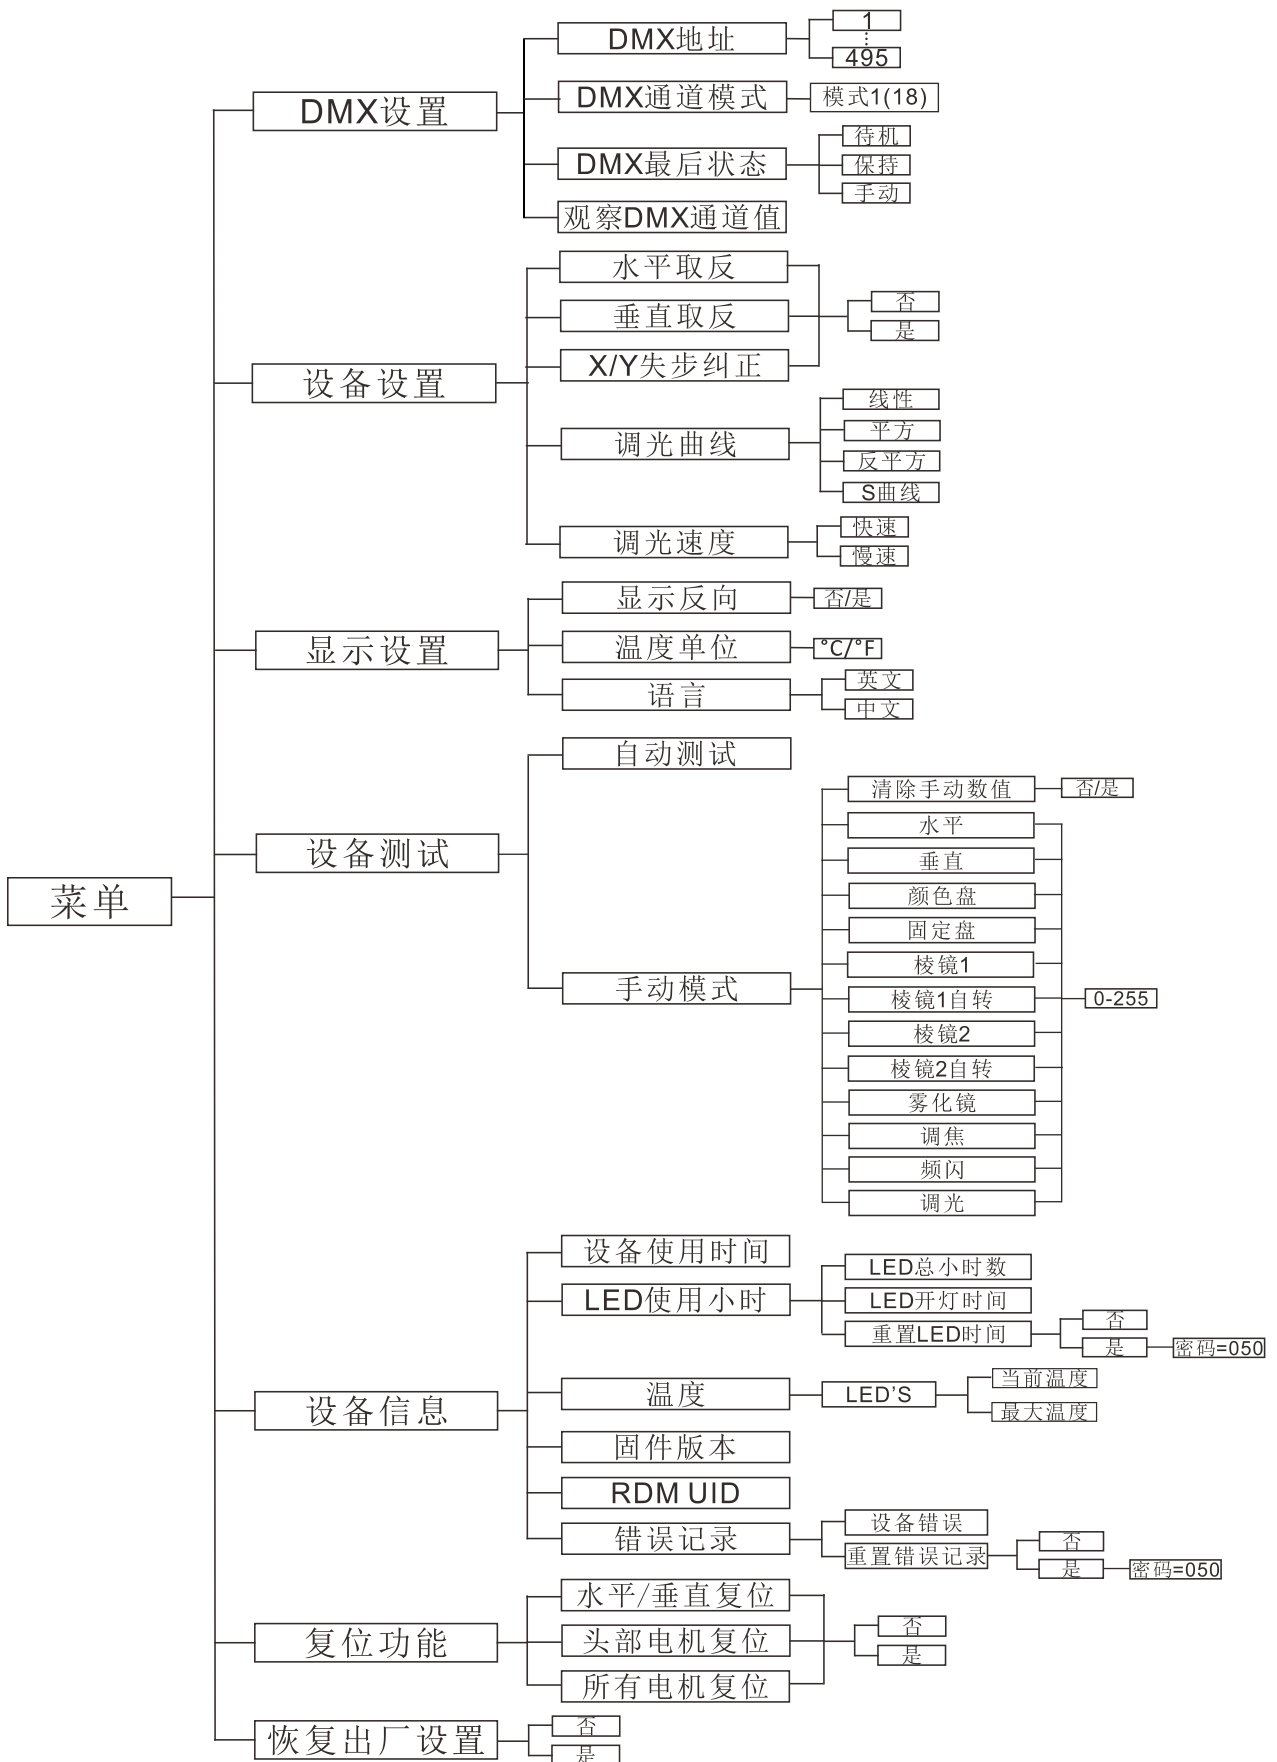 菜单
DMX设置
DMX地址
1
495
DMX通道模式
模式1(18)
DMX最后状态
待机
保持
手动
观察DMX通道值
设备设置
水平取反
垂直取反
X/Y失步纠正
否
是
调光曲线
线性
平方
反平方
S曲线
调光速度
快速
慢速
显示设置
显示反向
否/是
温度单位
°C/°F
语言
英文
中文
设备测试
自动测试
手动模式
清除手动数值
否/是
水平
垂直
颜色盘
固定盘
棱镜1
棱镜1自转
棱镜2
棱镜2自转
雾化镜
调焦
频闪
调光
0-255
设备信息
设备使用时间
LED使用小时
LED总小时数
LED开灯时间
重置LED时间
否
是
密码=050
温度
LED'S
当前温度
最大温度
固件版本
RDM UID
错误记录
设备错误
重置错误记录
否
是
密码=050
复位功能
水平/垂直复位
头部电机复位
所有电机复位
否
是
恢复出厂设置
否
是